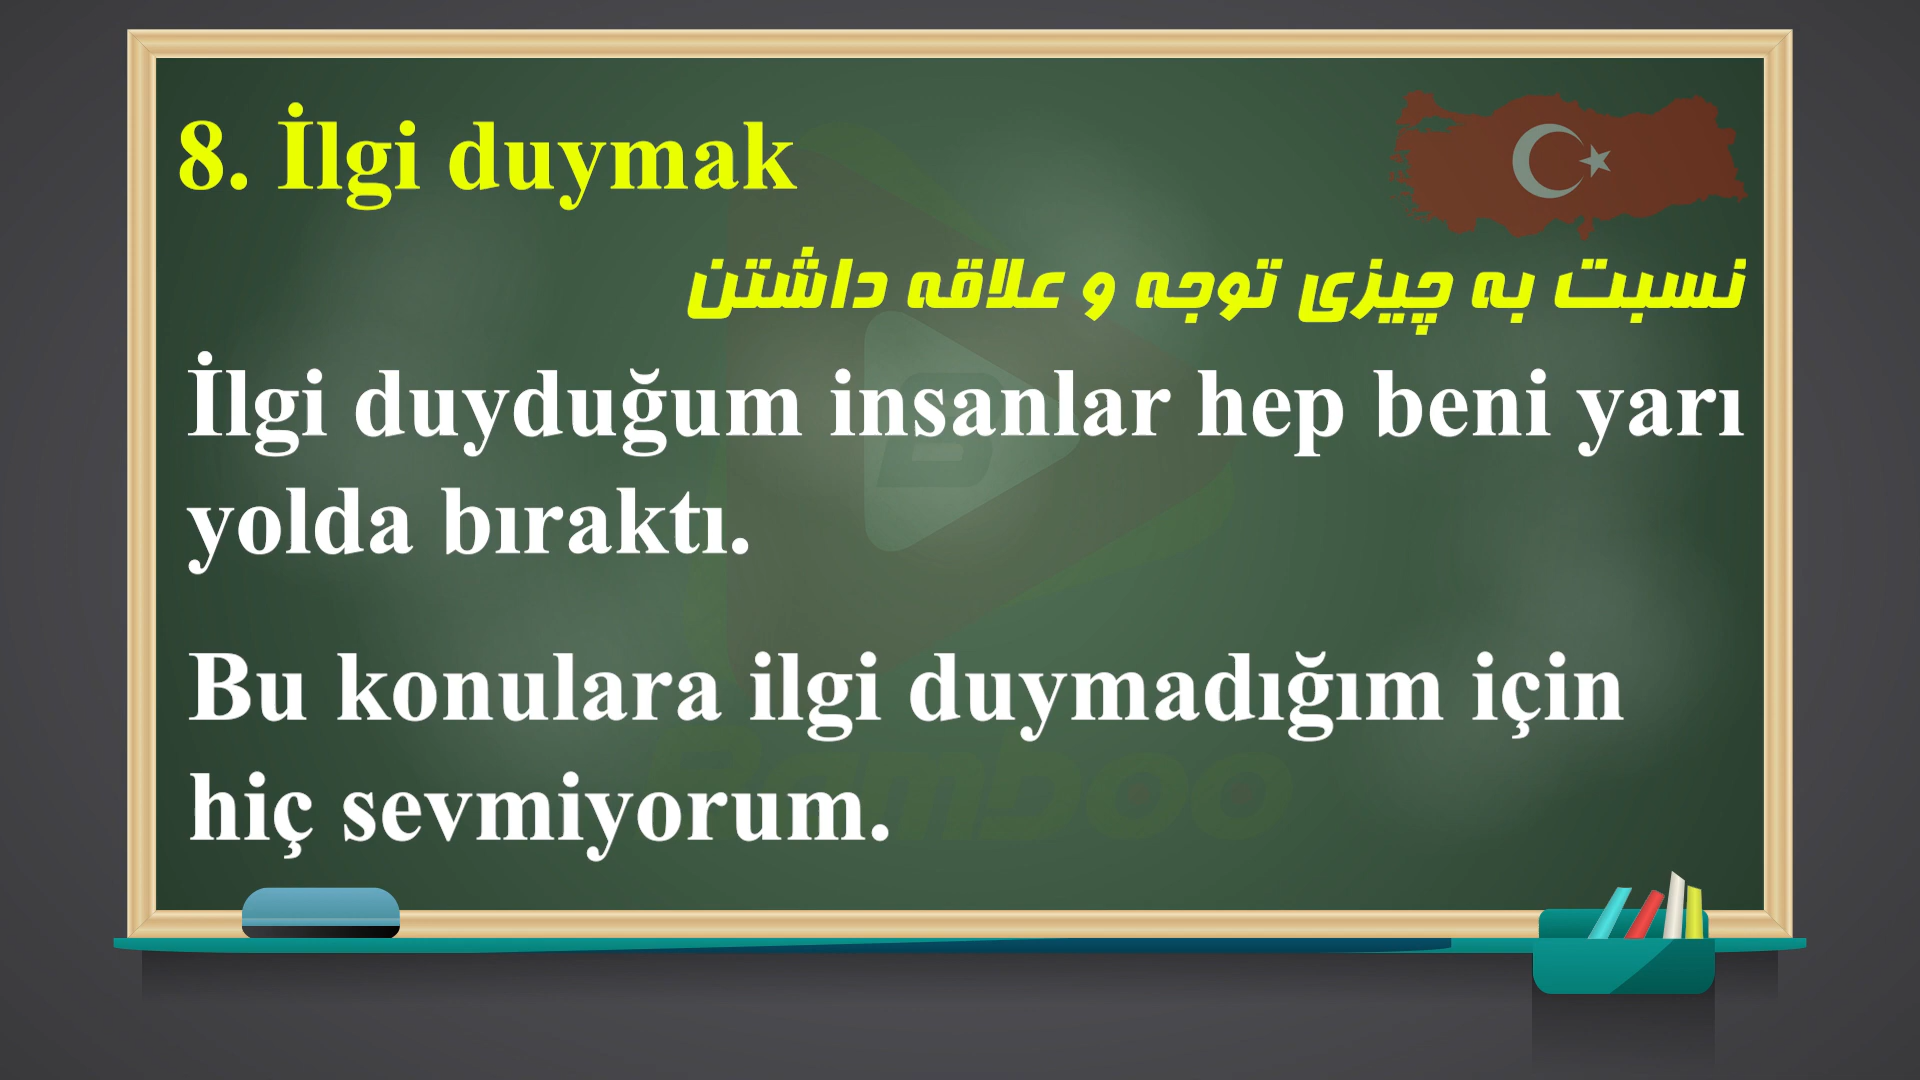 8. İlgi duymak
نسبت به چیزی توجه و علاقه داشتن
İlgi duyduğum insanlar hep beni yarı
yolda bıraktı.
Bu konulara ilgi duymadığım için
hiç sevmiyorum.
B
Bamboo